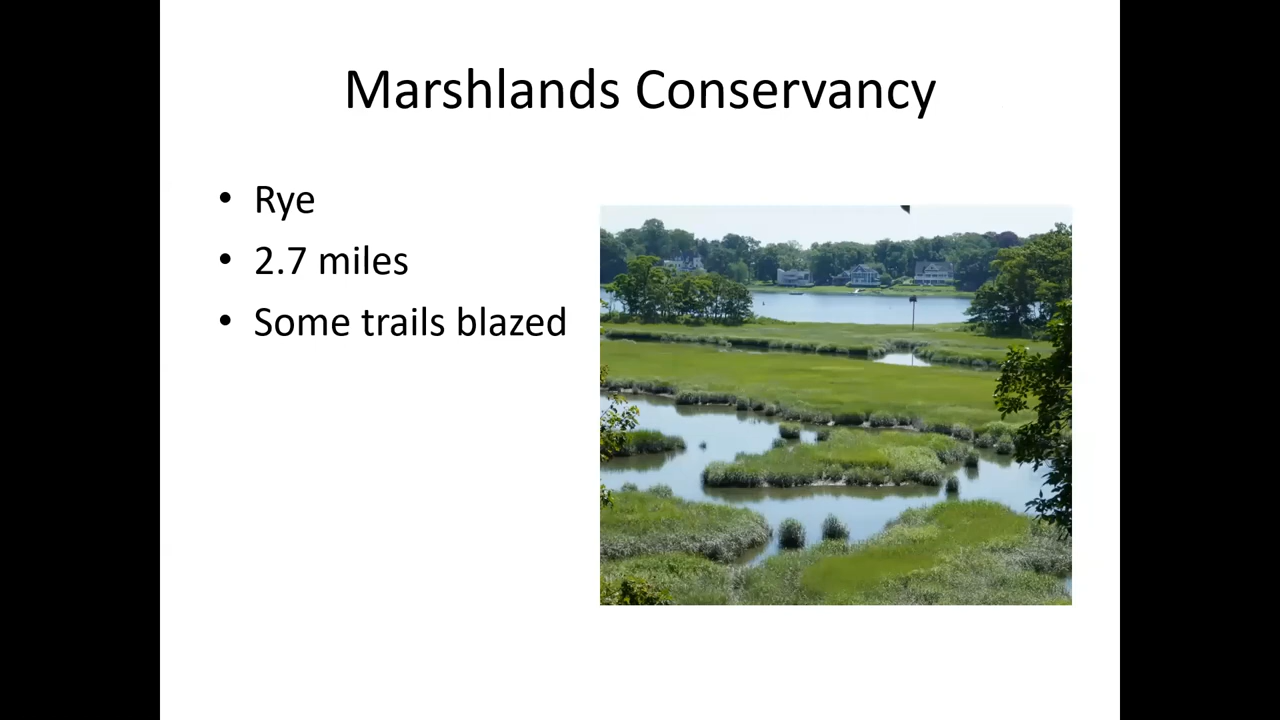 Marshlands Conservancy
• Rye
• 2.7 miles
• Some trails blazed